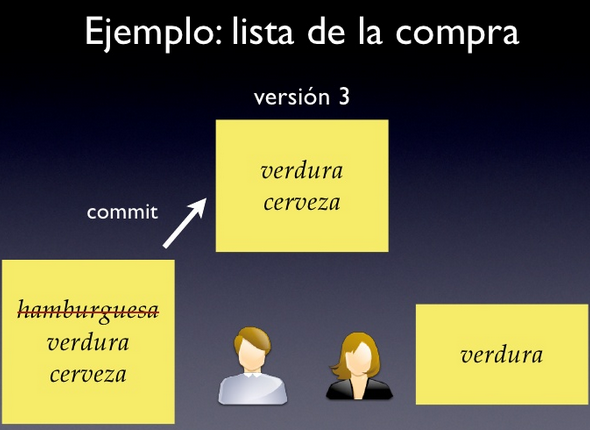 Ejemplo: lista de la compra
versión 3
verdura
cerveza
commit
hamburguesa
verdura
cerveza
verdura